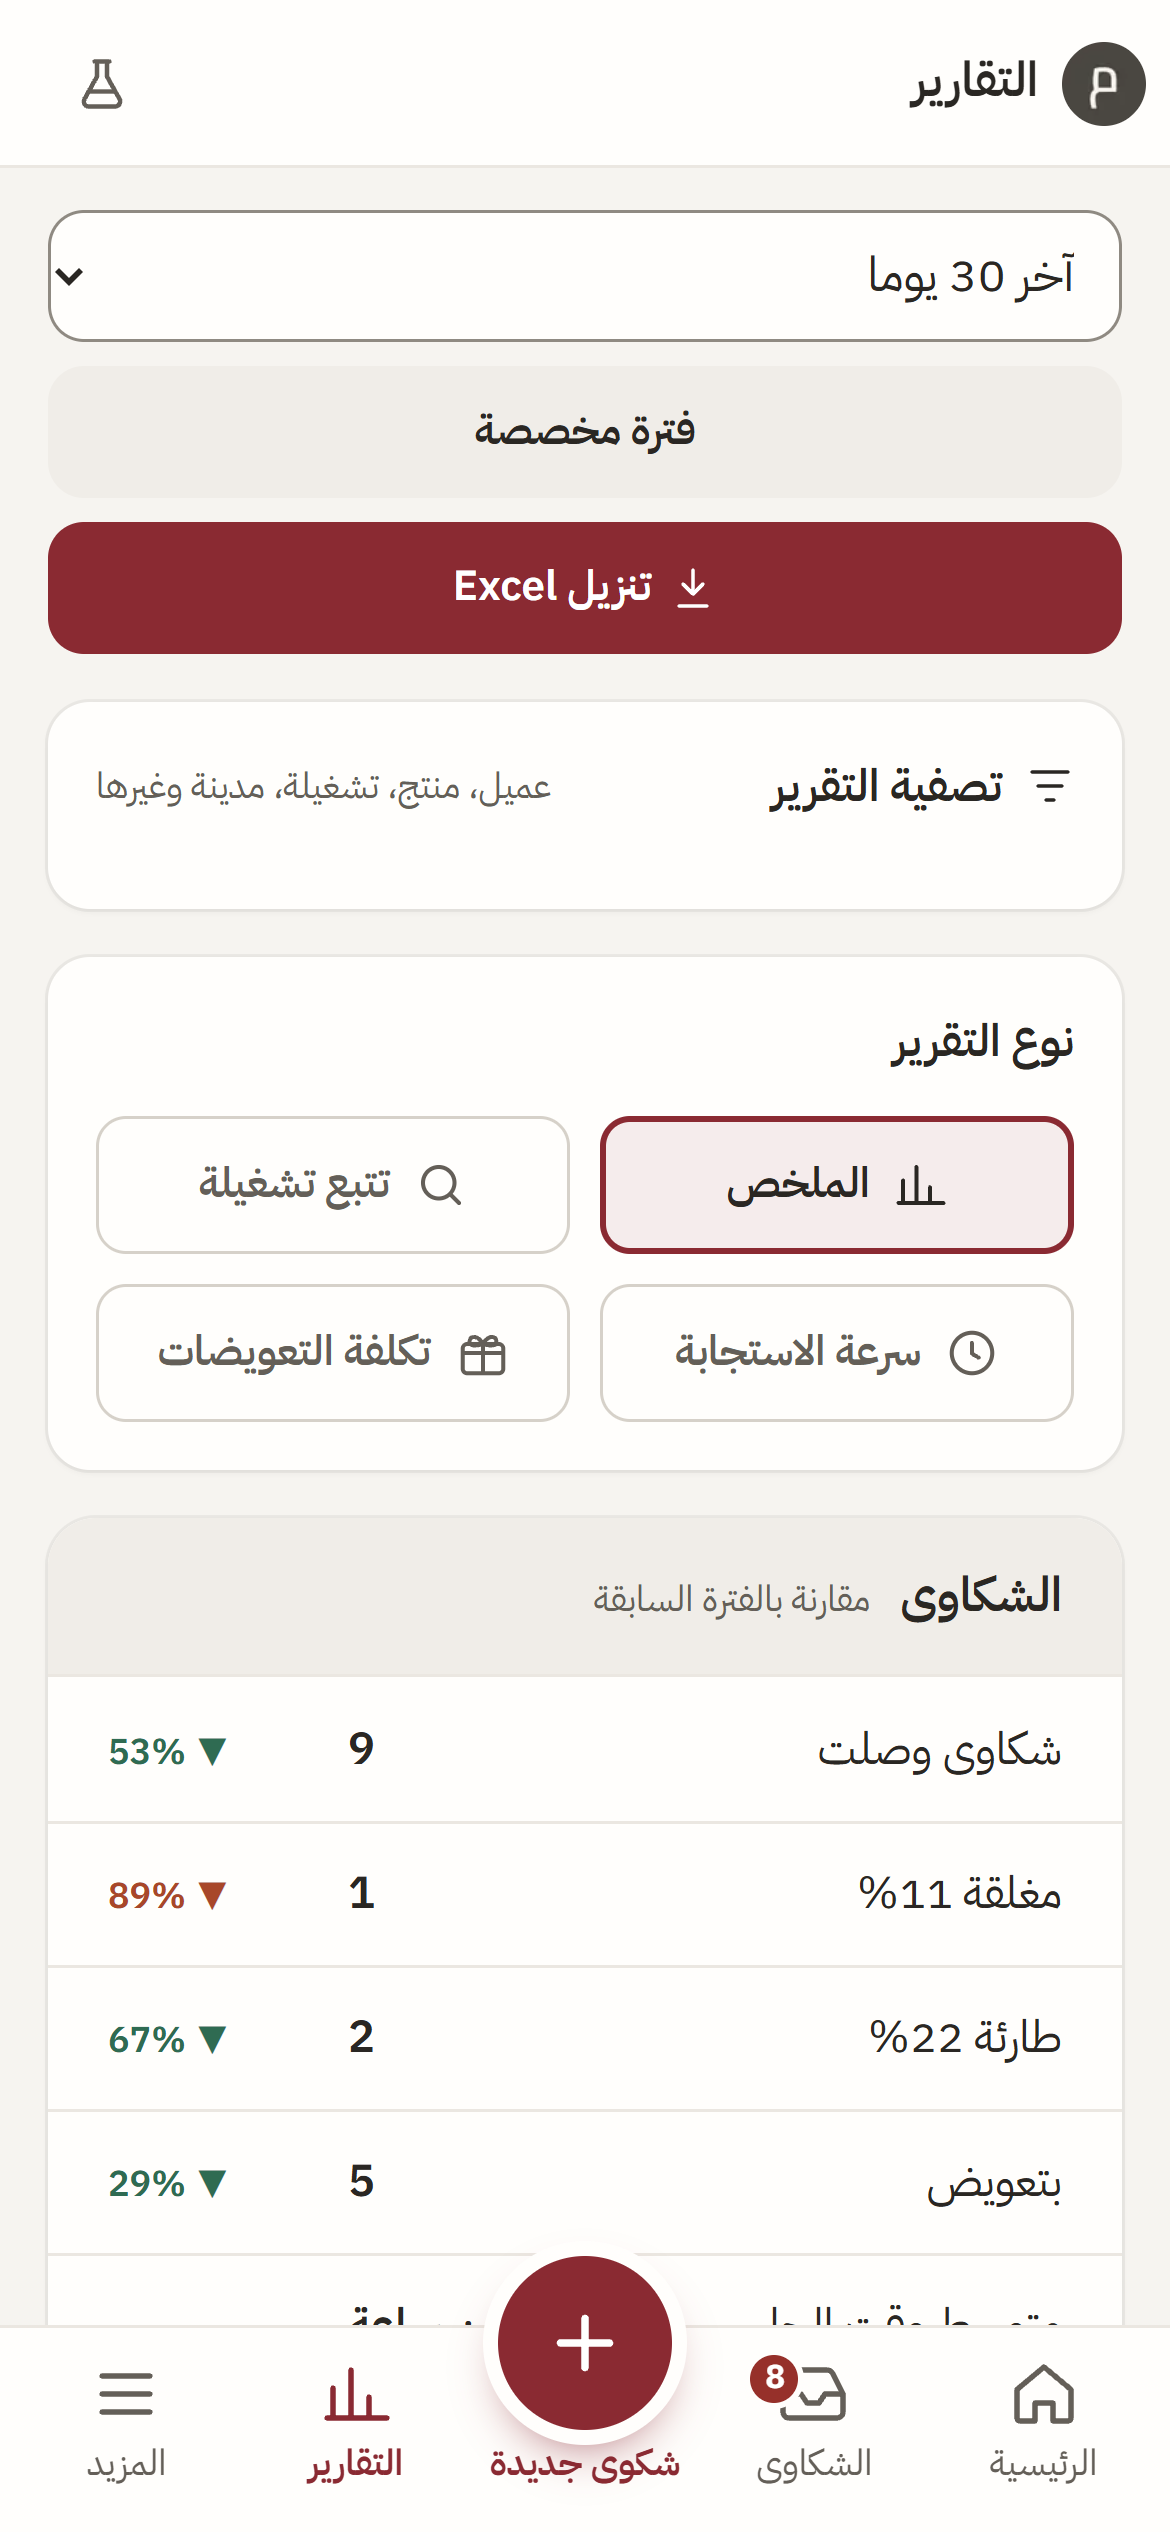 م التقارير
آخر 30 يوما
فترة مخصصة
تنزيل Excel
تصفية التقرير عميل، منتج، تشغيلة، مدينة وغيرها
نوع التقرير
الملخص تتبع تشغيلة
سرعة الاستجابة تكلفة التعويضات
الشكاوى مقارنة بالفترة السابقة
شكاوى وصلت 9 ▼ 53%
مغلقة 11% 1 ▼ 89%
طارئة 22% 2 ▼ 67%
بتعويض 5 ▼ 29%
8
الرئيسية الشكاوى شكوى جديدة التقارير المزيد